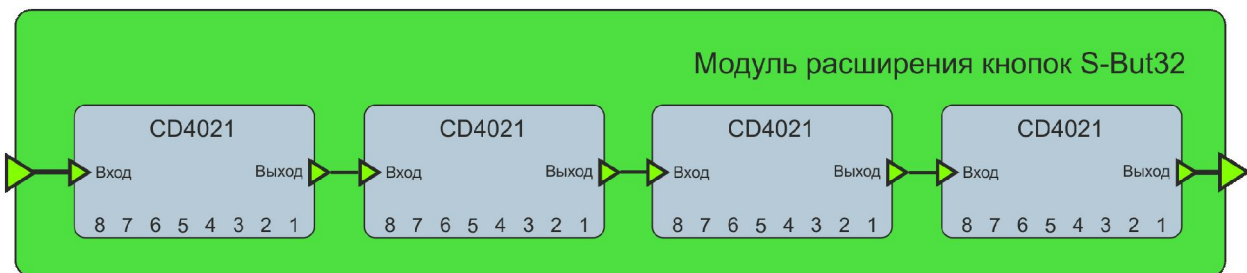 Модуль расширения кнопок S-But32
CD4021 CD4021 CD4021 CD4021
Вход Выход Вход Выход Вход Выход Вход Выход
8 7 6 5 4 3 2 1 8 7 6 5 4 3 2 1 8 7 6 5 4 3 2 1 8 7 6 5 4 3 2 1